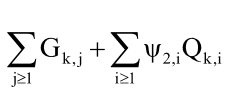 ∑_{j≥1} G_{k,j} + ∑_{i≥1} ψ_{2,i} Q_{k,i}